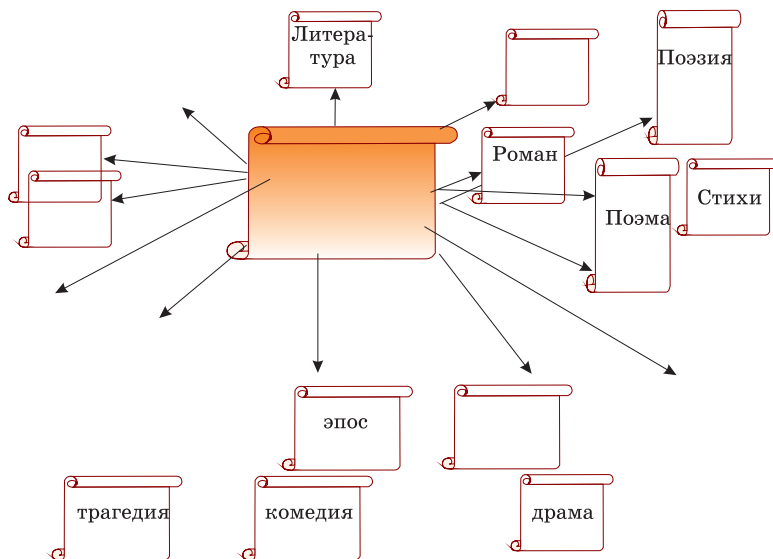 Литера-
тура
Поэзия
Роман
Поэма
Стихи
эпос
трагедия
комедия
драма